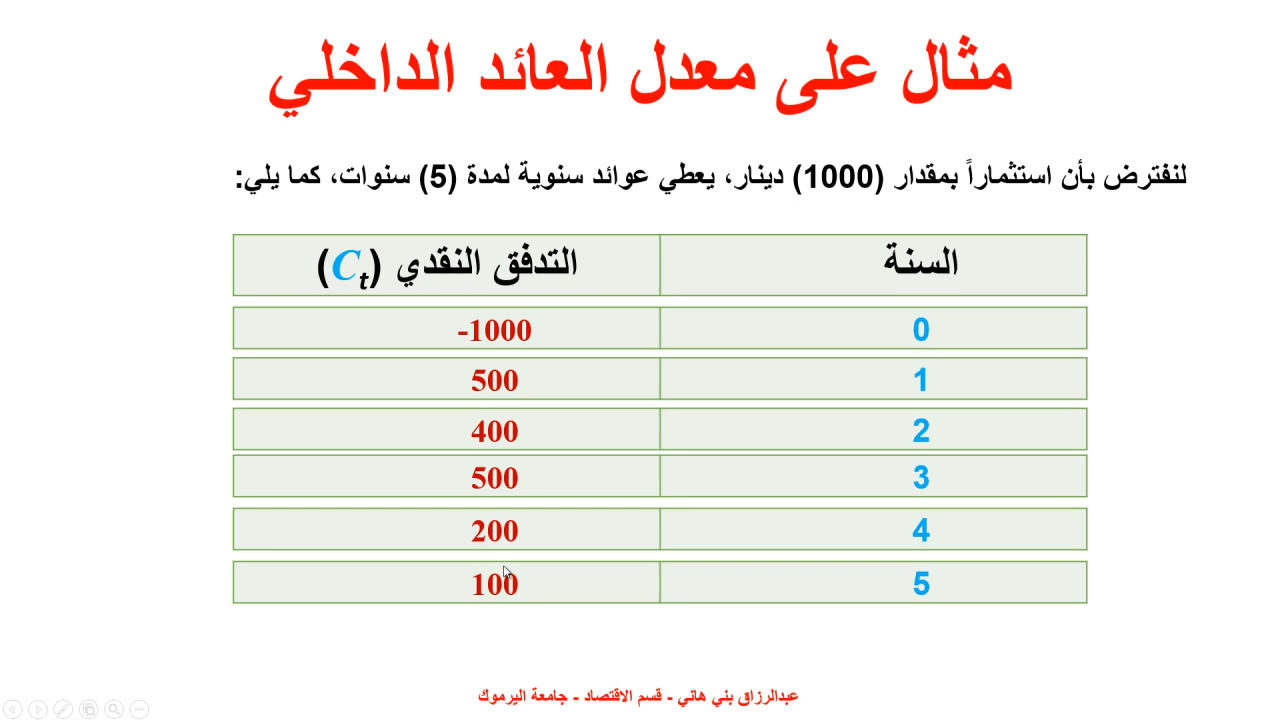 مثال على معدل العائد الداخلي
لنفترض بأن استثماراً بمقدار (1000) دينار، يعطي عوائد سنوية لمدة (5) سنوات، كما يلي:
السنة التدفق النقدي (Ct)
0 -1000
1 500
2 400
3 500
4 200
5 100
عبدالرزاق بني هاني - قسم الاقتصاد - جامعة اليرموك